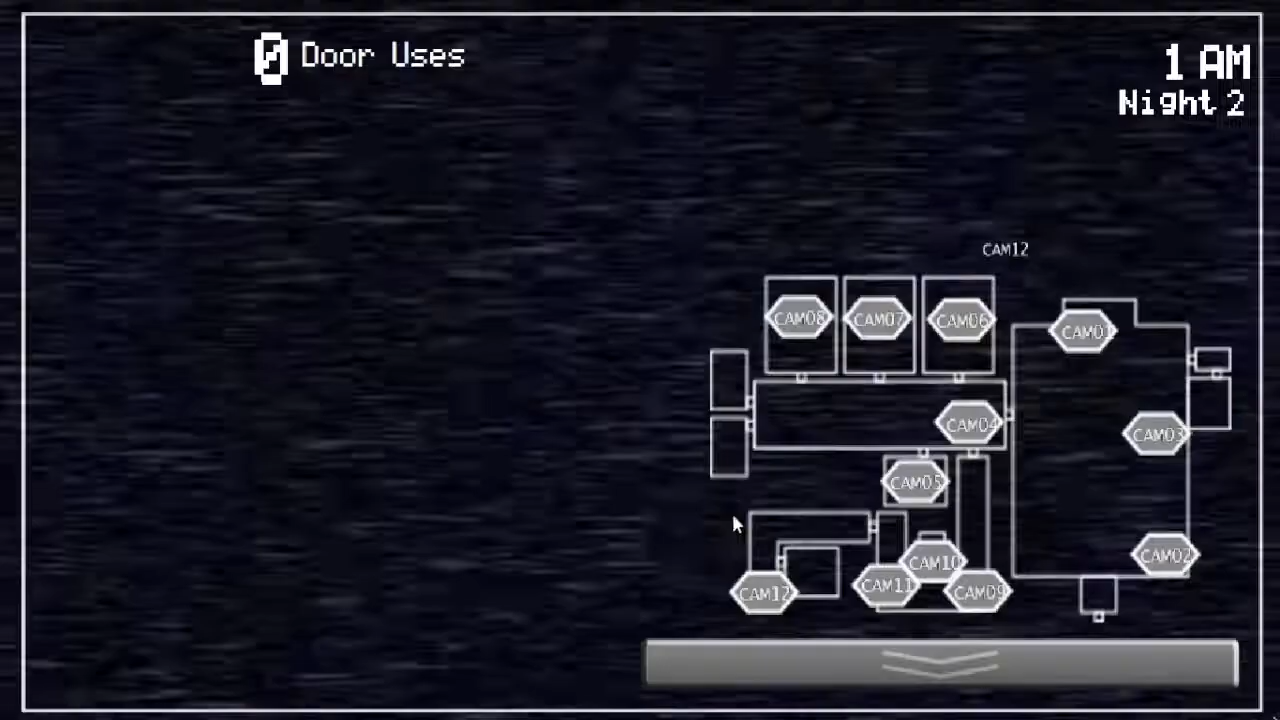 0 Door Uses
1 AM
Night 2
CAM12
CAM08 CAM07 CAM06 CAM01
CAM04 CAM03
CAM05
CAM10 CAM02
CAM12 CAM11 CAM09